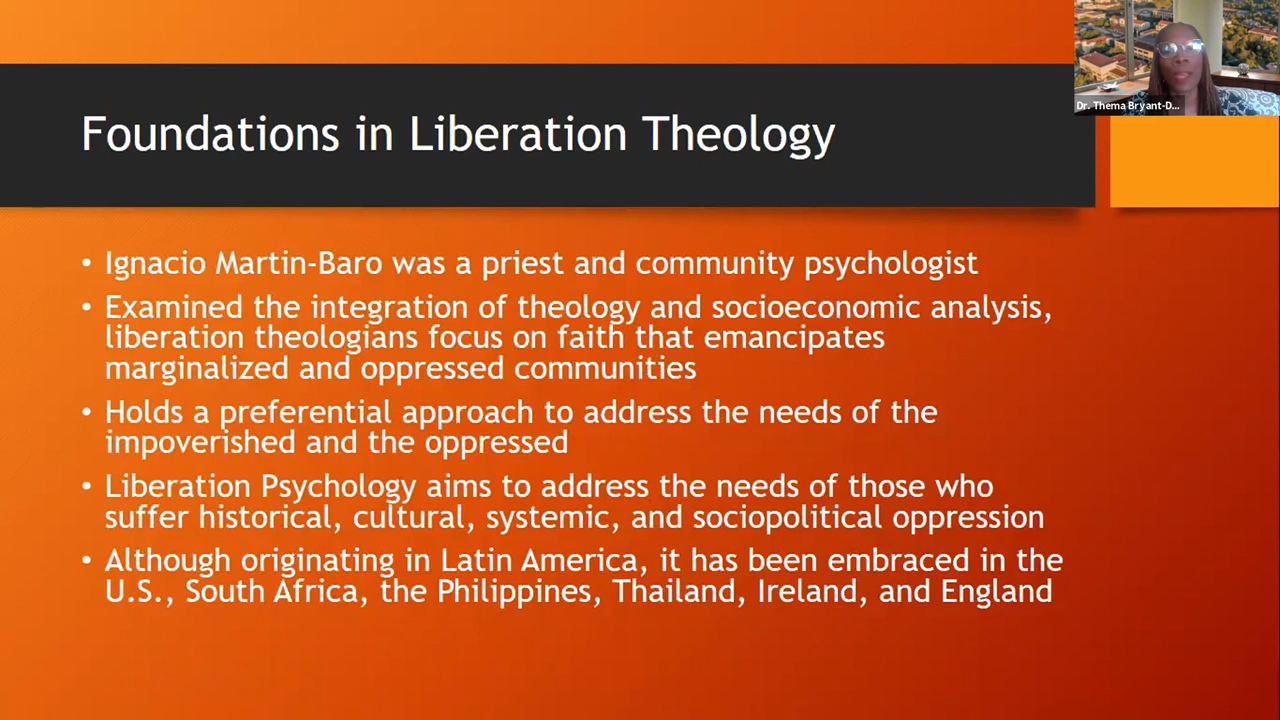 Dr. Thema Bryant-D...
Foundations in Liberation Theology
• Ignacio Martin-Baro was a priest and community psychologist
• Examined the integration of theology and socioeconomic analysis,
liberation theologians focus on faith that emancipates
marginalized and oppressed communities
• Holds a preferential approach to address the needs of the
impoverished and the oppressed
• Liberation Psychology aims to address the needs of those who
suffer historical, cultural, systemic, and sociopolitical oppression
• Although originating in Latin America, it has been embraced in the
U.S., South Africa, the Philippines, Thailand, Ireland, and England